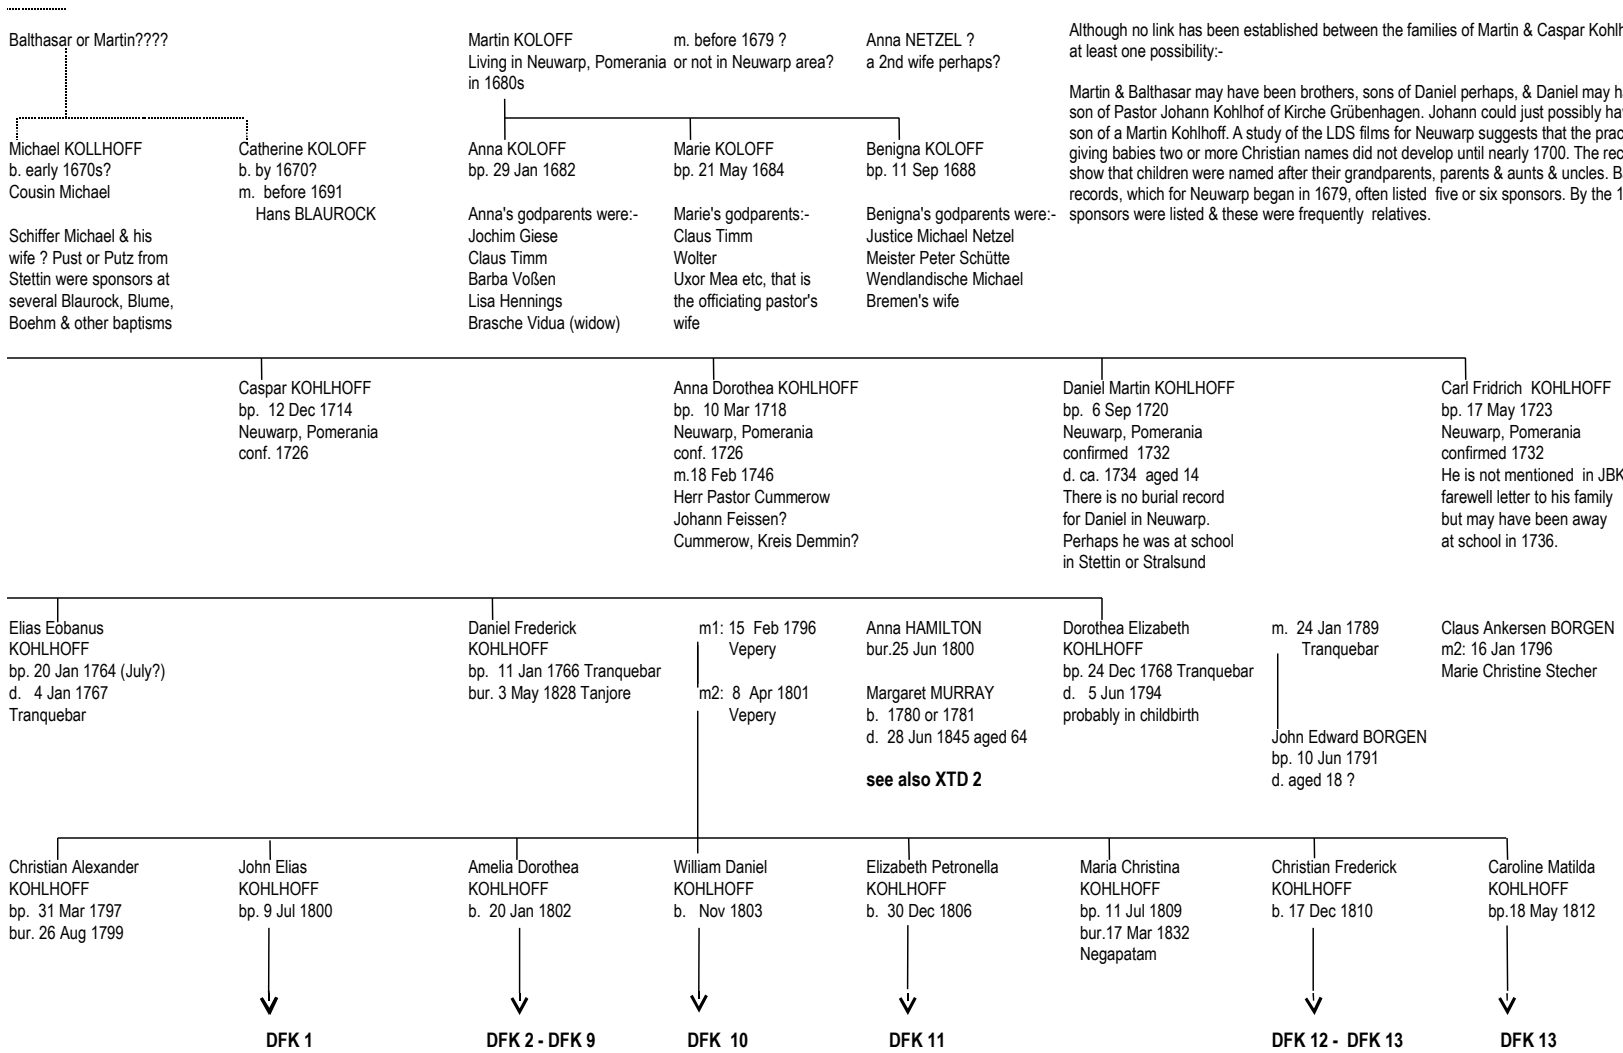 Balthasar or Martin????
Martin KOLOFF
Living in Neuwarp, Pomerania
in 1680s
m. before 1679 ?
or not in Neuwarp area?
Anna NETZEL ?
a 2nd wife perhaps?
Although no link has been established between the families of Martin & Caspar
at least one possibility:-
Martin & Balthasar may have been brothers, sons of Daniel perhaps, & Daniel may
son of Pastor Johann Kohlhof of Kirche Grübenhagen. Johann could just possibly
son of a Martin Kohlhoff. A study of the LDS films for Neuwarp suggests that the
giving babies two or more Christian names did not develop until nearly 1700. The
show that children were named after their grandparents, parents & aunts & uncles.
records, which for Neuwarp began in 1679, often listed five or six sponsors. By the
sponsors were listed & these were frequently relatives.
Michael KOLLHOFF
b. early 1670s?
Cousin Michael
Schiffer Michael & his
wife ? Pust or Putz from
Stettin were sponsors at
several Blaurock, Blume,
Boehm & other baptisms
Catherine KOLOFF
b. by 1670?
m. before 1691
Hans BLAUROCK
Anna KOLOFF
bp. 29 Jan 1682
Anna's godparents were:-
Jochim Giese
Claus Timm
Barba Voßen
Lisa Hennings
Brasche Vidua (widow)
Marie KOLOFF
bp. 21 May 1684
Marie's godparents:-
Claus Timm
Wolter
Uxor Mea etc, that is
the officiating pastor's
wife
Benigna KOLOFF
bp. 11 Sep 1688
Benigna's godparents were:-
Justice Michael Netzel
Meister Peter Schütte
Wendlandische Michael
Bremen's wife
Caspar KOHLHOFF
bp. 12 Dec 1714
Neuwarp, Pomerania
conf. 1726
Anna Dorothea KOHLHOFF
bp. 10 Mar 1718
Neuwarp, Pomerania
conf. 1726
m.18 Feb 1746
Herr Pastor Cummerow
Johann Feissen?
Cummerow, Kreis Demmin?
Daniel Martin KOHLHOFF
bp. 6 Sep 1720
Neuwarp, Pomerania
confirmed 1732
d. ca. 1734 aged 14
There is no burial record
for Daniel in Neuwarp.
Perhaps he was at school
in Stettin or Stralsund
Carl Fridrich KOHLHOFF
bp. 17 May 1723
Neuwarp, Pomerania
confirmed 1732
He is not mentioned in JBK
farewell letter to his family
but may have been away
at school in 1736.
Elias Eobanus
KOHLHOFF
bp. 20 Jan 1764 (July?)
d. 4 Jan 1767
Tranquebar
Daniel Frederick
KOHLHOFF
bp. 11 Jan 1766 Tranquebar
bur. 3 May 1828 Tanjore
m1: 15 Feb 1796
Vepery
m2: 8 Apr 1801
Vepery
Anna HAMILTON
bur.25 Jun 1800
Margaret MURRAY
b. 1780 or 1781
d. 28 Jun 1845 aged 64
see also XTD 2
Dorothea Elizabeth
KOHLHOFF
bp. 24 Dec 1768 Tranquebar
d. 5 Jun 1794
probably in childbirth
m. 24 Jan 1789
Tranquebar
John Edward BORGEN
bp. 10 Jun 1791
d. aged 18 ?
Claus Ankersen BORGEN
m2: 16 Jan 1796
Marie Christine Stecher
Christian Alexander
KOHLHOFF
bp. 31 Mar 1797
bur. 26 Aug 1799
John Elias
KOHLHOFF
bp. 9 Jul 1800
Amelia Dorothea
KOHLHOFF
b. 20 Jan 1802
William Daniel
KOHLHOFF
b. Nov 1803
Elizabeth Petronella
KOHLHOFF
b. 30 Dec 1806
Maria Christina
KOHLHOFF
bp. 11 Jul 1809
bur.17 Mar 1832
Negapatam
Christian Frederick
KOHLHOFF
b. 17 Dec 1810
Caroline Matilda
KOHLHOFF
bp.18 May 1812
DFK 1
DFK 2 - DFK 9
DFK 10
DFK 11
DFK 12 - DFK 13
DFK 13